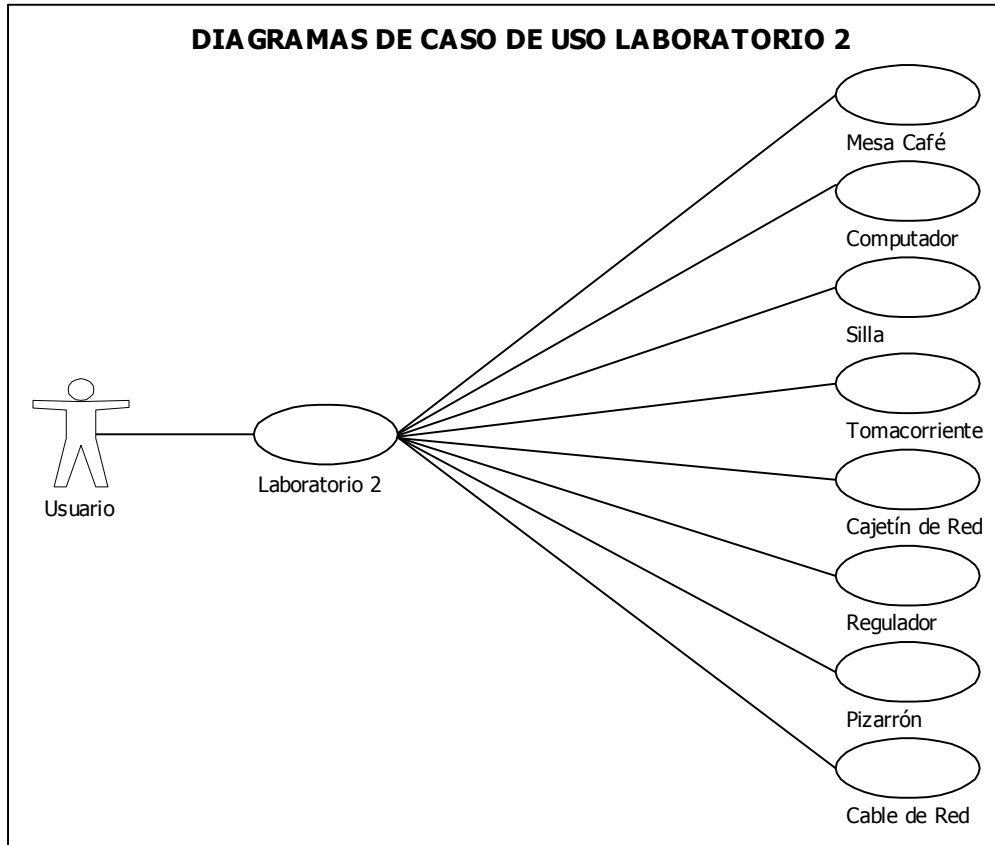 DIAGRAMAS DE CASO DE USO LABORATORIO 2
Mesa Café
Computador
Silla
Tomacorriente
Cajetín de Red
Regulador
Pizarrón
Cable de Red
Laboratorio 2
Usuario